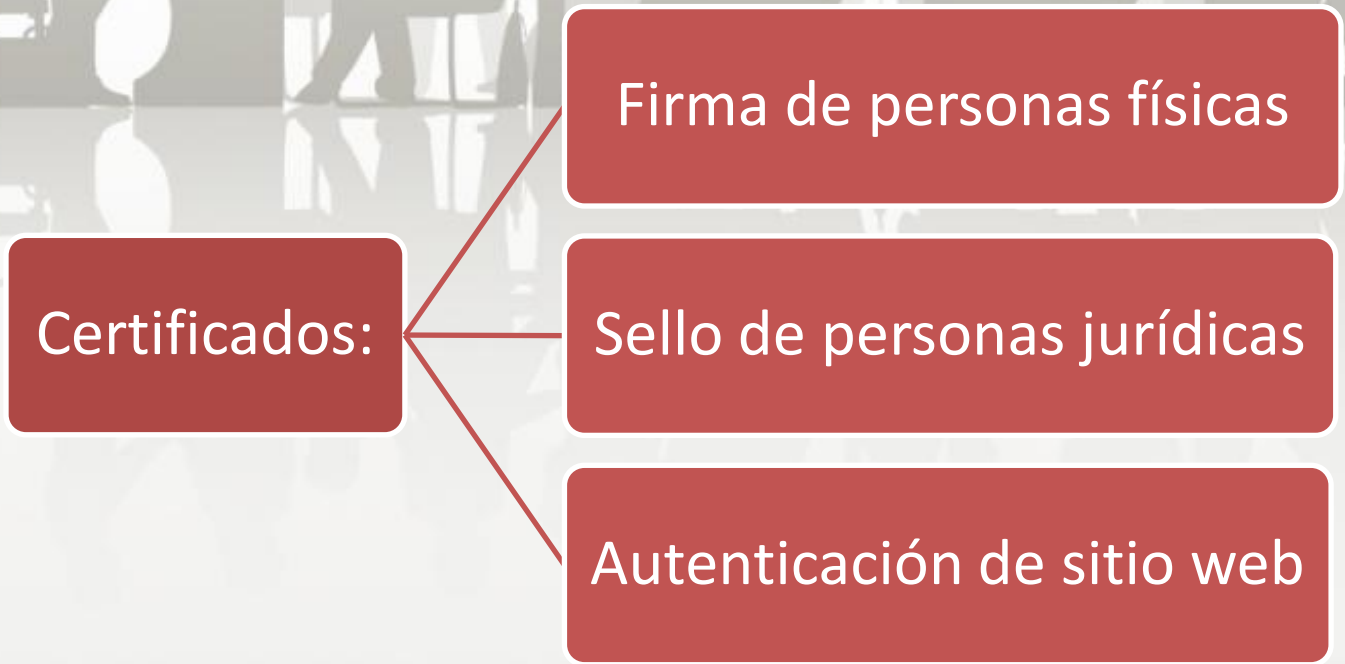 Firma de personas físicas
Certificados:
Sello de personas jurídicas
Autenticación de sitio web